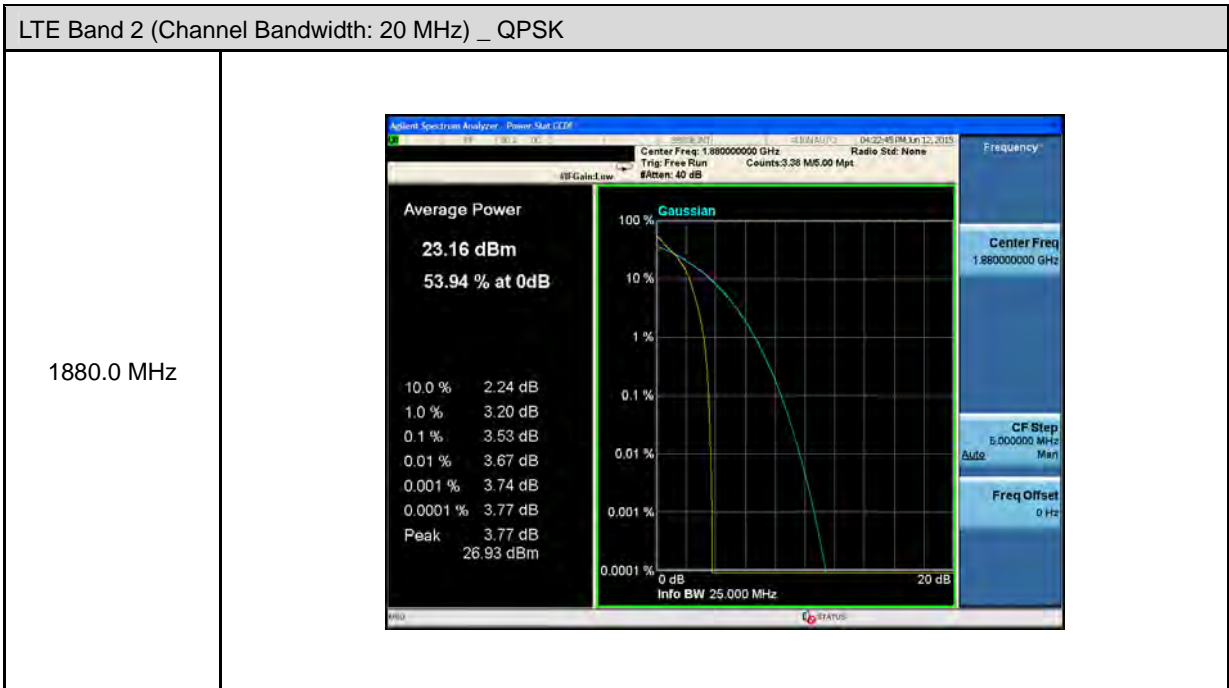 LTE Band 2 (Channel Bandwidth: 20 MHz) _ QPSK
1880.0 MHz
Agilent Spectrum Analyzer - Power Stat CCDF
04:22:45 PM Jun 12, 2015
Center Freq: 1.880000000 GHz
Radio Std: None
Trig: Free Run
Counts:3.38 M/5.00 Mpt
#IFGain:Low
#Atten: 40 dB
Frequency
Average Power
23.16 dBm
53.94 % at 0dB
10.0 % 2.24 dB
1.0 % 3.20 dB
0.1 % 3.53 dB
0.01 % 3.67 dB
0.001 % 3.74 dB
0.0001 % 3.77 dB
Peak 3.77 dB
26.93 dBm
Gaussian
100 %
10 %
1 %
0.1 %
0.01 %
0.001 %
0.0001 %
0 dB
20 dB
Info BW 25.000 MHz
Center Freq
1.880000000 GHz
CF Step
5.000000 MHz
Auto Man
Freq Offset
0 Hz
MSG
STATUS